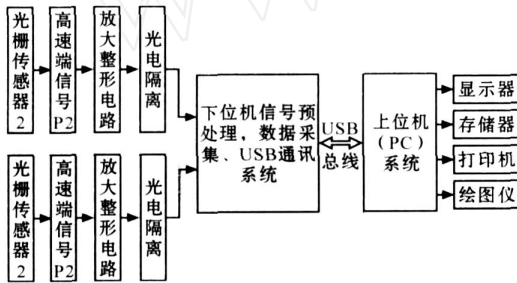 光栅传感器2
高速端信号P2
放大整形电路
光电隔离
光栅传感器2
高速端信号P2
放大整形电路
光电隔离
下位机信号预
处理,数据采
集、USB通讯
系统
USB
总线
上位机
(PC)
系统
显示器
存储器
打印机
绘图仪